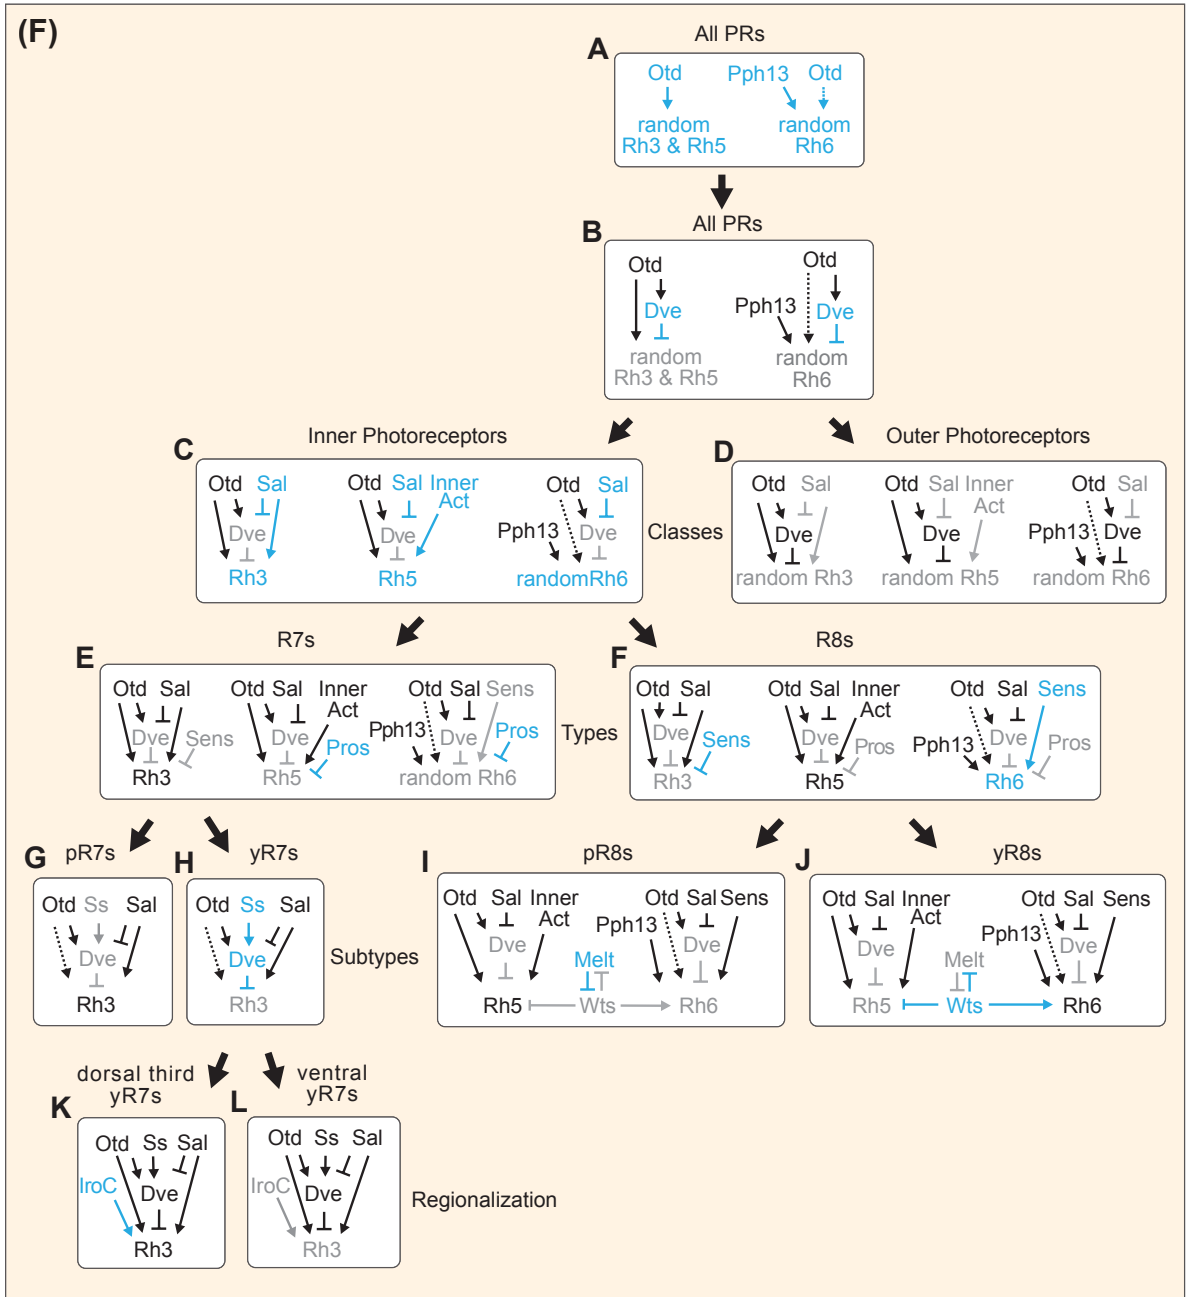 (F)
All PRs
A
Otd Pph13 Otd
random random
Rh3 & Rh5 Rh6
All PRs
B
Otd Otd
Dve Pph13 Dve
random random
Rh3 & Rh5 Rh6
Inner Photoreceptors
C
Otd Sal Otd Sal Inner Otd Sal
Act
Dve Dve Pph13 Dve
Rh3 Rh5 randomRh6
Classes
Outer Photoreceptors
D
Otd Sal Otd Sal Inner Otd Sal
Act
Dve Dve Pph13 Dve
random Rh3 random Rh5 random Rh6
R7s
E
Otd Sal Otd Sal Inner Otd Sal Sens
Act
Dve Sens Dve Pros Pph13 Dve Pros
Rh3 Rh5 random Rh6
Types
R8s
F
Otd Sal Otd Sal Inner Otd Sal Sens
Act
Dve Sens Dve Pros Pph13 Dve Pros
Rh3 Rh5 Rh6
pR7s
G
Otd Ss Sal
Dve
Rh3
yR7s
H
Otd Ss Sal
Dve
Rh3
Subtypes
pR8s
I
Otd Sal Inner Otd Sal Sens
Act
Pph13
Dve Melt Dve
Rh5 Wts Rh6
yR8s
J
Otd Sal Inner Otd Sal Sens
Act
Pph13
Dve Melt Dve
Rh5 Wts Rh6
dorsal third
yR7s
K
Otd Ss Sal
IroC Dve
Rh3
ventral
yR7s
L
Otd Ss Sal
IroC Dve
Rh3
Regionalization